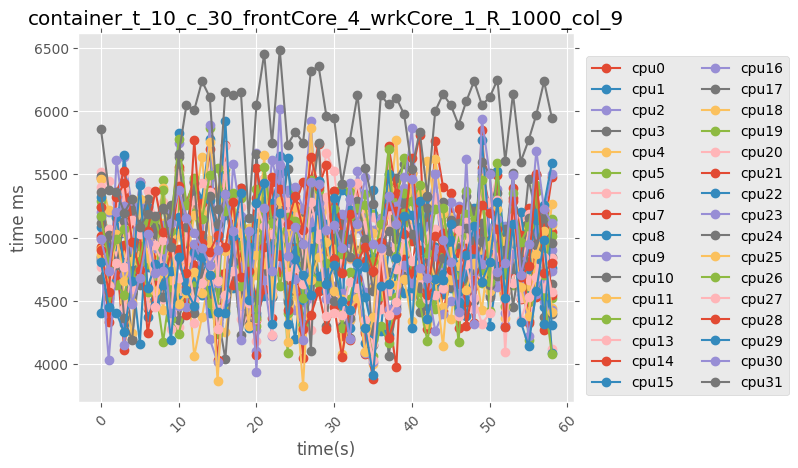 container_t_10_c_30_frontCore_4_wrkCore_1_R_1000_col_9
time ms
6500
6000
5500
5000
4500
4000
0
10
20
30
40
50
60
time(s)
cpu0
cpu1
cpu2
cpu3
cpu4
cpu5
cpu6
cpu7
cpu8
cpu9
cpu10
cpu11
cpu12
cpu13
cpu14
cpu15
cpu16
cpu17
cpu18
cpu19
cpu20
cpu21
cpu22
cpu23
cpu24
cpu25
cpu26
cpu27
cpu28
cpu29
cpu30
cpu31